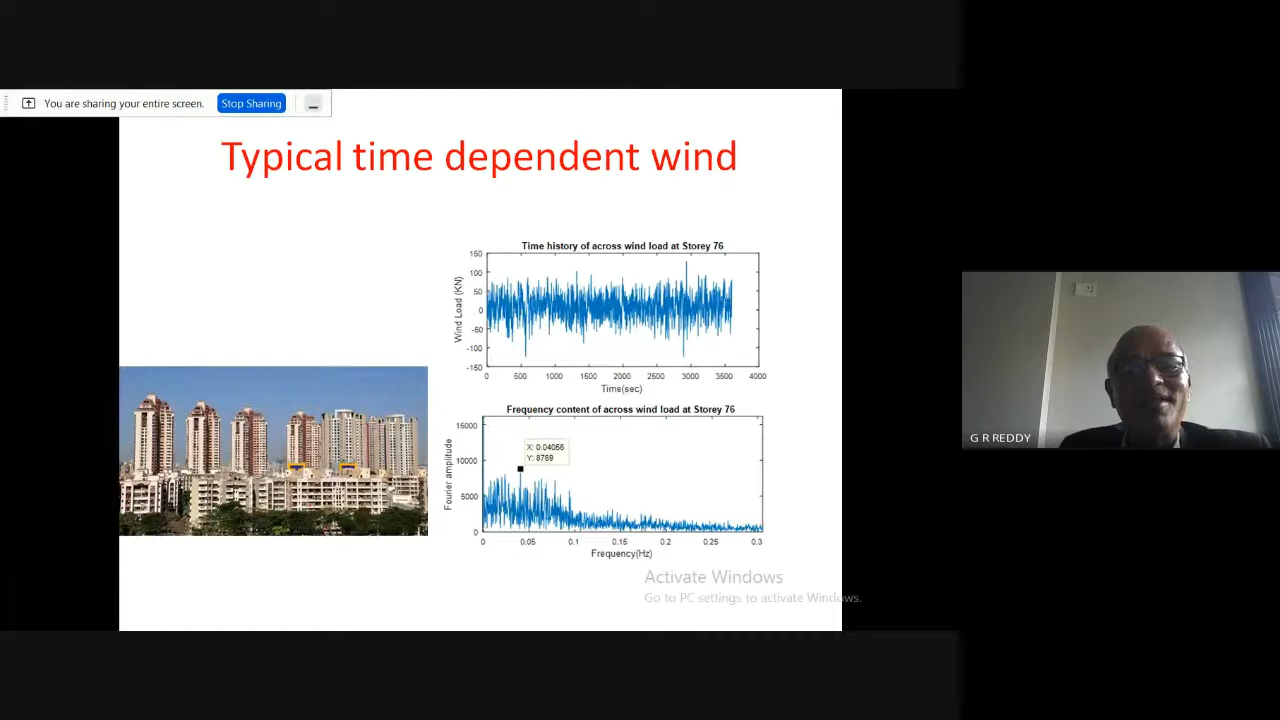 You are sharing your entire screen.
Stop Sharing
Typical time dependent wind
Time history of across wind load at Storey 76
150
100
50
0
-50
-100
-150
Wind Load (KN)
0 500 1000 1500 2000 2500 3000 3500 4000
Time(sec)
Frequency content of across wind load at Storey 76
15000
10000
5000
0
Fourier amplitude
X: 0.04056
Y: 8769
0 0.05 0.1 0.15 0.2 0.25 0.3
Frequency(Hz)
Activate Windows
Go to PC settings to activate Windows.
G R REDDY